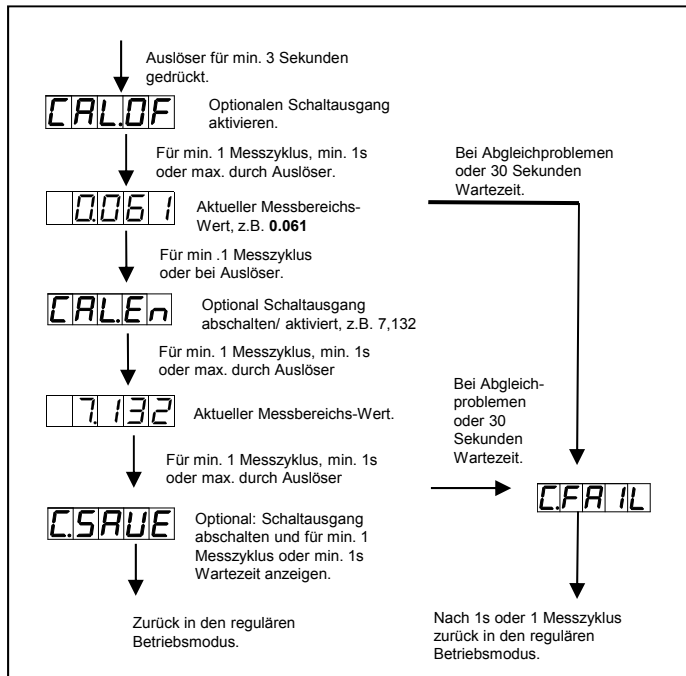 Auslöser für min. 3 Sekunden
gedrückt.
CAL.OF
Optionalen Schaltausgang
aktivieren.
Für min. 1 Messzyklus, min. 1s
oder max. durch Auslöser.
Bei Abgleichproblemen
oder 30 Sekunden
Wartezeit.
0.061
Aktueller Messbereichs-
Wert, z.B. 0.061
Für min .1 Messzyklus
oder bei Auslöser.
CAL.En
Optional Schaltausgang
abschalten/ aktiviert, z.B. 7,132
Für min. 1 Messzyklus, min. 1s
oder max. durch Auslöser
7.132
Aktueller Messbereichs-Wert.
Bei Abgleich-
problemen
oder 30
Sekunden
Wartezeit.
Für min. 1 Messzyklus, min. 1s
oder max. durch Auslöser
C.FAIL
C.SAVE
Optional: Schaltausgang
abschalten und für min. 1
Messzyklus oder min. 1s
Wartezeit anzeigen.
Zurück in den regulären
Betriebsmodus.
Nach 1s oder 1 Messzyklus
zurück in den regulären
Betriebsmodus.